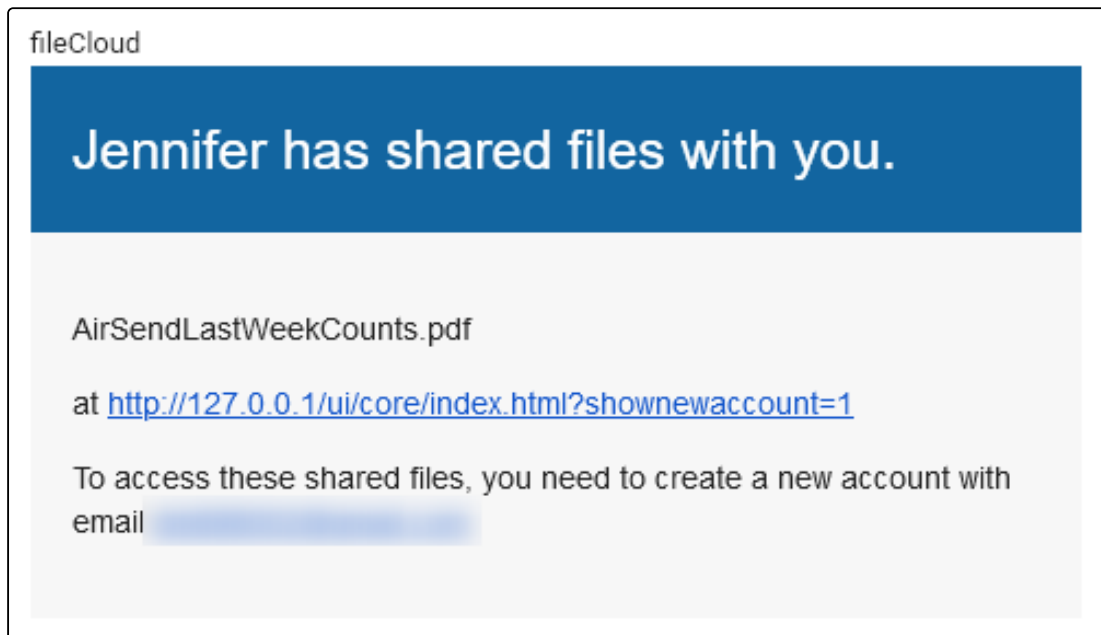 fileCloud
Jennifer has shared files with you.
AirSendLastWeekCounts.pdf
at http://127.0.0.1/ui/core/index.html?shownewaccount=1
To access these shared files, you need to create a new account with
email